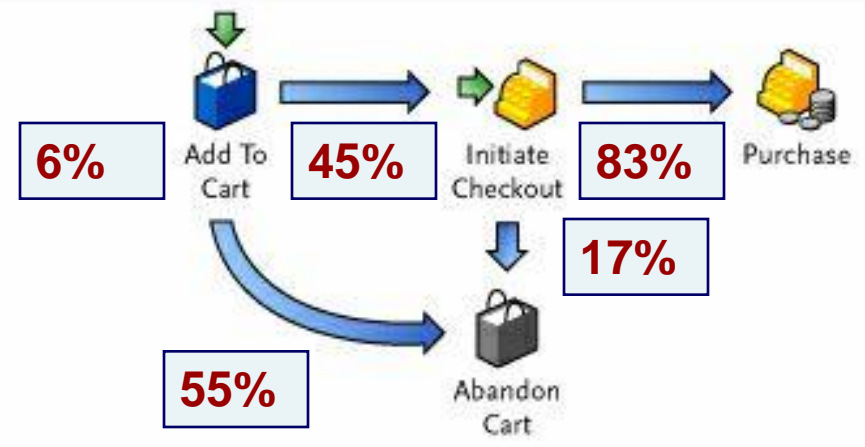 6%
Add To
Cart
45%
Initiate
Checkout
83%
Purchase
17%
55%
Abandon
Cart